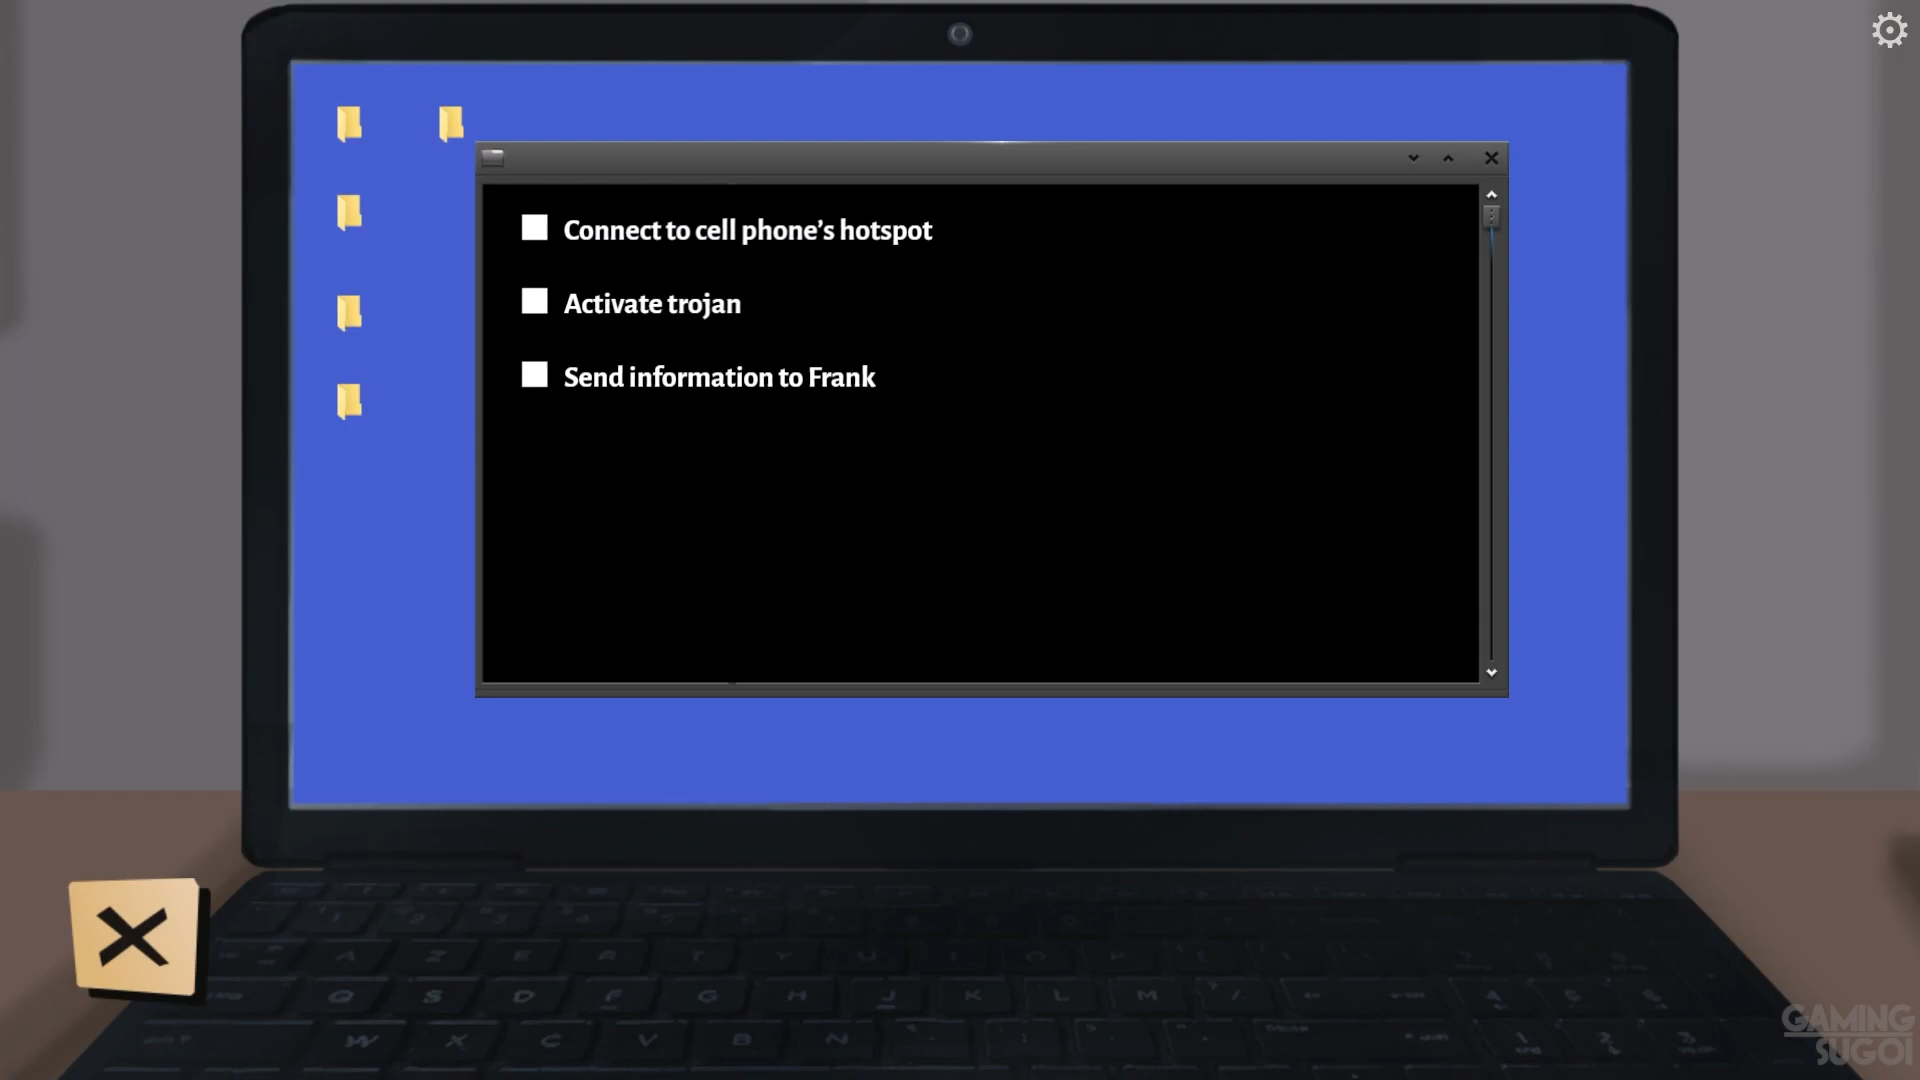 Connect to cell phone’s hotspot
Activate trojan
Send information to Frank
A Z E R T Y U
Q S D F G H J K L M
W X C V B N
GAMING
SUGOI